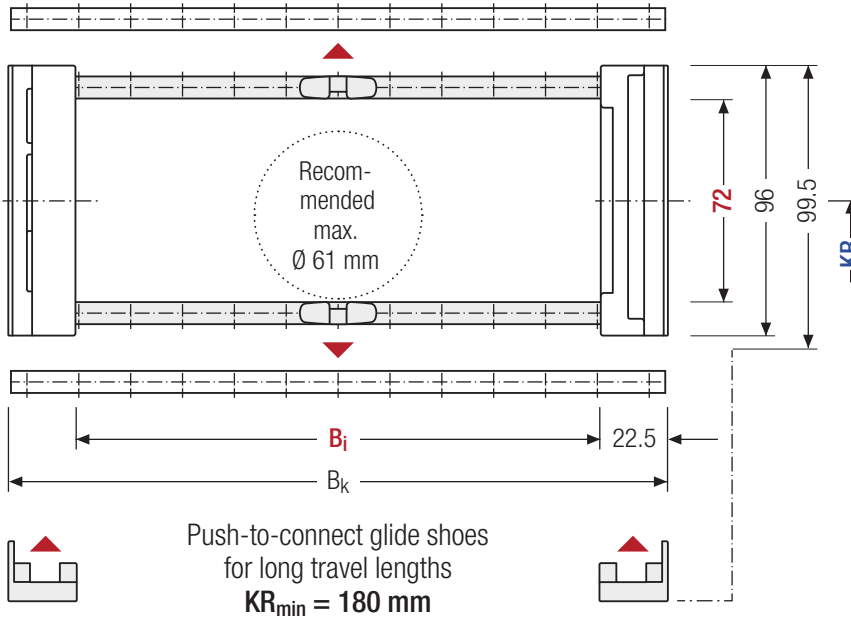 Recom-
mended
max.
Ø 61 mm
72
96
99.5
KR
Bi
22.5
Bk
Push-to-connect glide shoes
for long travel lengths
KRmin = 180 mm